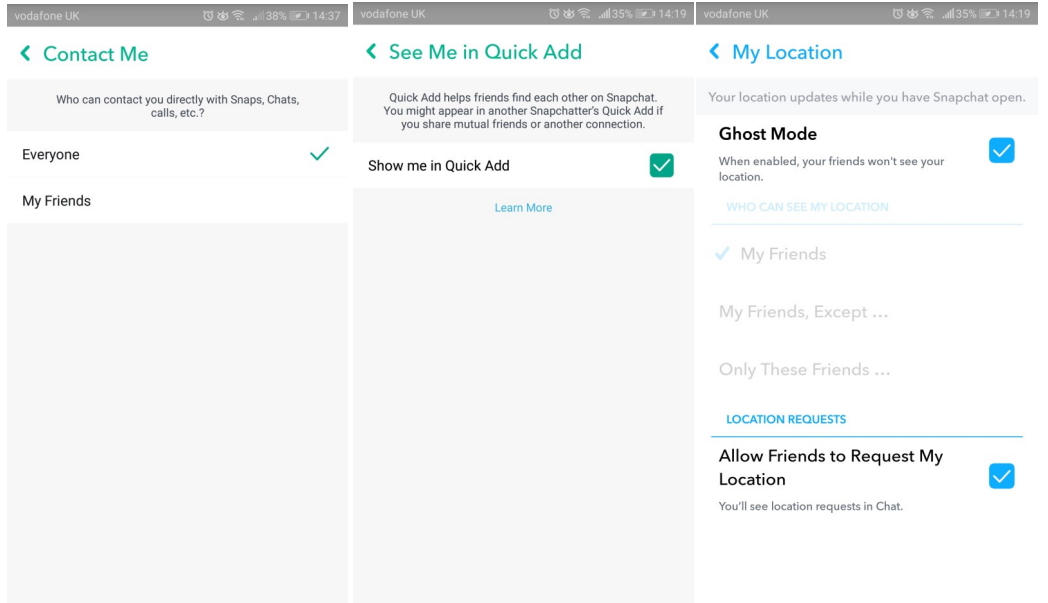 vodafone UK
38%
14:37
Contact Me
Who can contact you directly with Snaps, Chats,
calls, etc.?
Everyone
My Friends
vodafone UK
35%
14:19
See Me in Quick Add
Quick Add helps friends find each other on Snapchat.
You might appear in another Snapchatter's Quick Add if
you share mutual friends or another connection.
Show me in Quick Add
Learn More
vodafone UK
35%
14:19
My Location
Your location updates while you have Snapchat open.
Ghost Mode
When enabled, your friends won't see your
location.
WHO CAN SEE MY LOCATION
My Friends
My Friends, Except ...
Only These Friends ...
LOCATION REQUESTS
Allow Friends to Request My
Location
You'll see location requests in Chat.